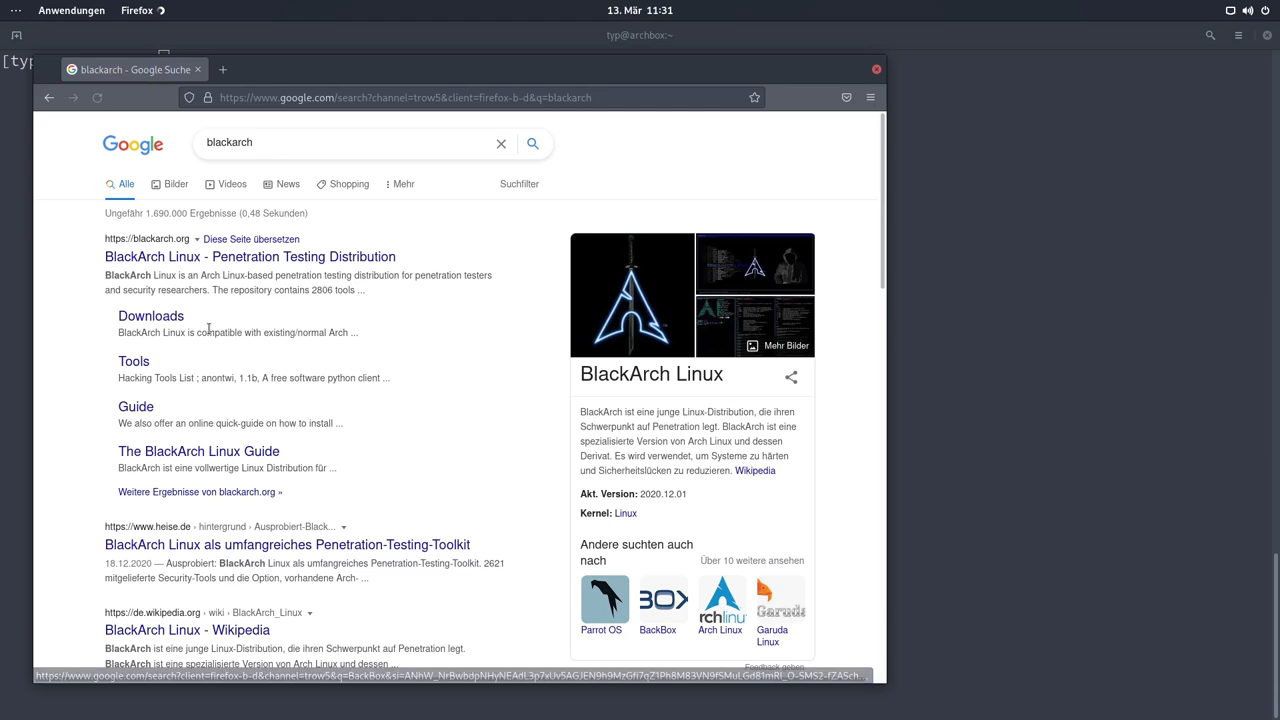 Anwendungen
Firefox
13. Mär 11:31
typ@archbox:~
[typ
blackarch - Google Suche
https://www.google.com/search?channel=trow5&client=firefox-b-d&q=blackarch
Google
blackarch
Alle
Bilder
Videos
News
Shopping
Mehr
Suchfilter
Ungefähr 1.690.000 Ergebnisse (0,48 Sekunden)
https://blackarch.org Diese Seite übersetzen
BlackArch Linux - Penetration Testing Distribution
BlackArch Linux is an Arch Linux-based penetration testing distribution for penetration testers
and security researchers. The repository contains 2806 tools ...
Downloads
BlackArch Linux is compatible with existing/normal Arch ...
Tools
Hacking Tools List ; anontwi, 1.1b, A free software python client ...
Guide
We also offer an online quick-guide on how to install ...
The BlackArch Linux Guide
BlackArch ist eine vollwertige Linux Distribution für ...
Weitere Ergebnisse von blackarch.org »
https://www.heise.de › hintergrund › Ausprobiert-Black...
BlackArch Linux als umfangreiches Penetration-Testing-Toolkit
18.12.2020 — Ausprobiert: BlackArch Linux als umfangreiches Penetration-Testing-Toolkit. 2621
mitgelieferte Security-Tools und die Option, vorhandene Arch- ...
https://de.wikipedia.org › wiki › BlackArch_Linux
BlackArch Linux - Wikipedia
BlackArch ist eine junge Linux-Distribution, die ihren Schwerpunkt auf Penetration legt.
BlackArch ist eine spezialisierte Version von Arch Linux und dessen ...
Mehr Bilder
BlackArch Linux
BlackArch ist eine junge Linux-Distribution, die ihren
Schwerpunkt auf Penetration legt. BlackArch ist eine
spezialisierte Version von Arch Linux und dessen
Derivat. Es wird verwendet, um Systeme zu härten
und Sicherheitslücken zu reduzieren. Wikipedia
Akt. Version: 2020.12.01
Kernel: Linux
Andere suchten auch
nach
Über 10 weitere ansehen
BOX
rchlinu
Garuda
Parrot OS
BackBox
Arch Linux
Garuda
Linux
Feedback geben